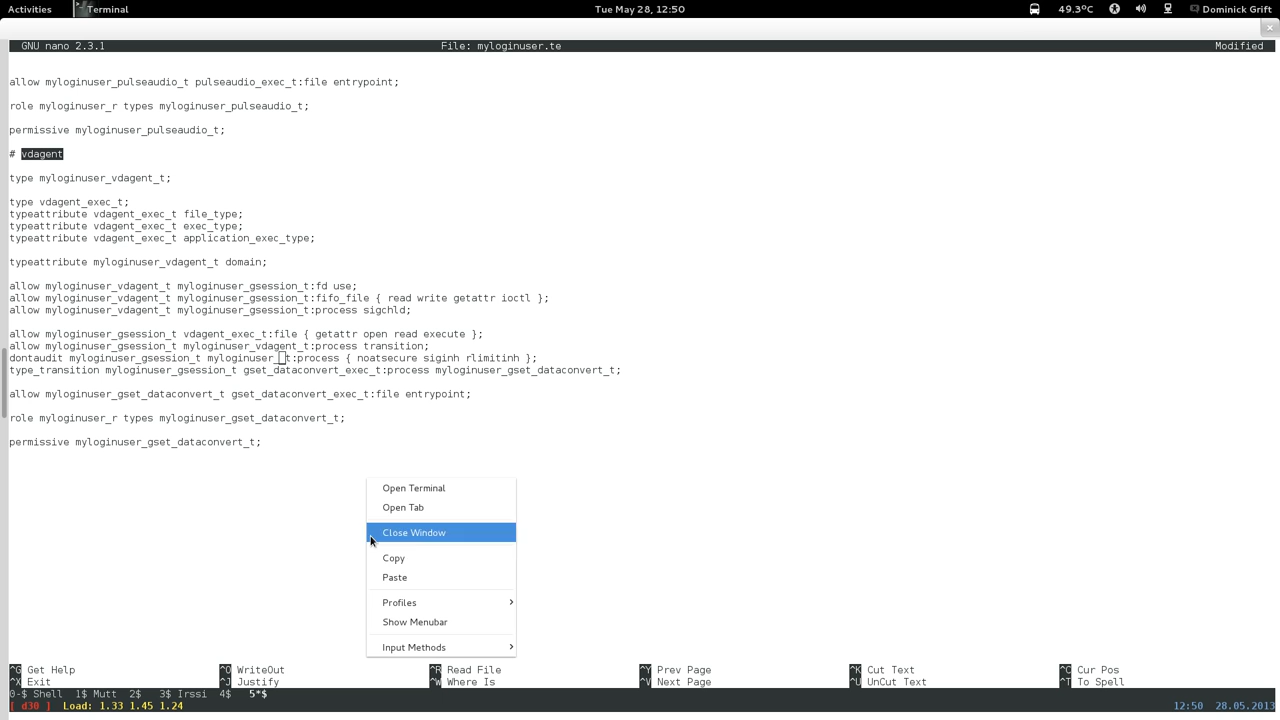 Activities Terminal Tue May 28, 12:50 49.3°C Dominick Grift
GNU nano 2.3.1 File: myloginuser.te Modified
allow myloginuser_pulseaudio_t pulseaudio_exec_t:file entrypoint;
role myloginuser_r types myloginuser_pulseaudio_t;
permissive myloginuser_pulseaudio_t;
# vdagent
type myloginuser_vdagent_t;
type vdagent_exec_t;
typeattribute vdagent_exec_t file_type;
typeattribute vdagent_exec_t exec_type;
typeattribute vdagent_exec_t application_exec_type;
typeattribute myloginuser_vdagent_t domain;
allow myloginuser_vdagent_t myloginuser_gsession_t:fd use;
allow myloginuser_vdagent_t myloginuser_gsession_t:fifo_file { read write getattr ioctl };
allow myloginuser_vdagent_t myloginuser_gsession_t:process sigchld;
allow myloginuser_gsession_t vdagent_exec_t:file { getattr open read execute };
allow myloginuser_gsession_t myloginuser_vdagent_t:process transition;
dontaudit myloginuser_gsession_t myloginuser__t:process { noatsecure siginh rlimitinh };
type_transition myloginuser_gsession_t gset_dataconvert_exec_t:process myloginuser_gset_dataconvert_t;
allow myloginuser_gset_dataconvert_t gset_dataconvert_exec_t:file entrypoint;
role myloginuser_r types myloginuser_gset_dataconvert_t;
permissive myloginuser_gset_dataconvert_t;
Open Terminal
Open Tab
Close Window
Copy
Paste
Profiles
Show Menubar
Input Methods
^G Get Help ^O WriteOut ^R Read File ^Y Prev Page ^K Cut Text ^C Cur Pos
^X Exit ^J Justify ^W Where Is ^V Next Page ^U UnCut Text ^T To Spell
0-$ Shell 1$ Mutt 2$ 3$ Irssi 4$ 5*$
[ d30 ] Load: 1.33 1.45 1.24 12:50 28.05.2013